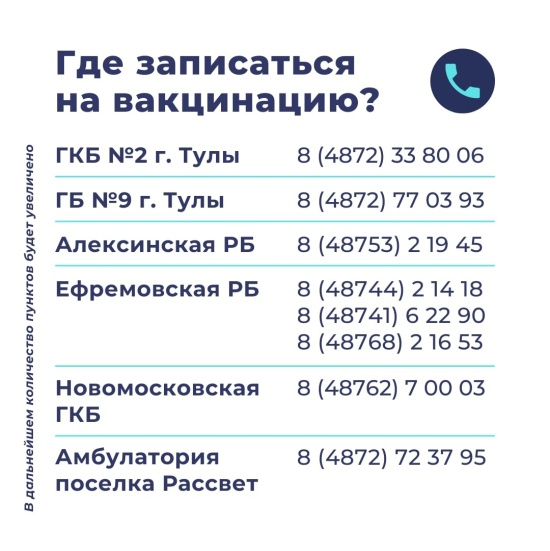 Где записаться
на вакцинацию?
ГКБ №2 г. Тулы 8 (4872) 33 80 06
ГБ №9 г. Тулы 8 (4872) 77 03 93
Алексинская РБ 8 (48753) 2 19 45
Ефремовская РБ 8 (48744) 2 14 18
8 (48741) 6 22 90
8 (48768) 2 16 53
Новомосковская 8 (48762) 7 00 03
ГКБ
Амбулатория 8 (4872) 72 37 95
поселка Рассвет
В дальнейшем количество пунктов будет увеличено